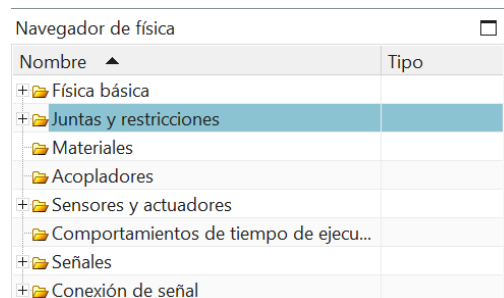 Navegador de física
Nombre Tipo
Física básica
Juntas y restricciones
Materiales
Acopladores
Sensores y actuadores
Comportamientos de tiempo de ejecu...
Señales
Conexión de señal